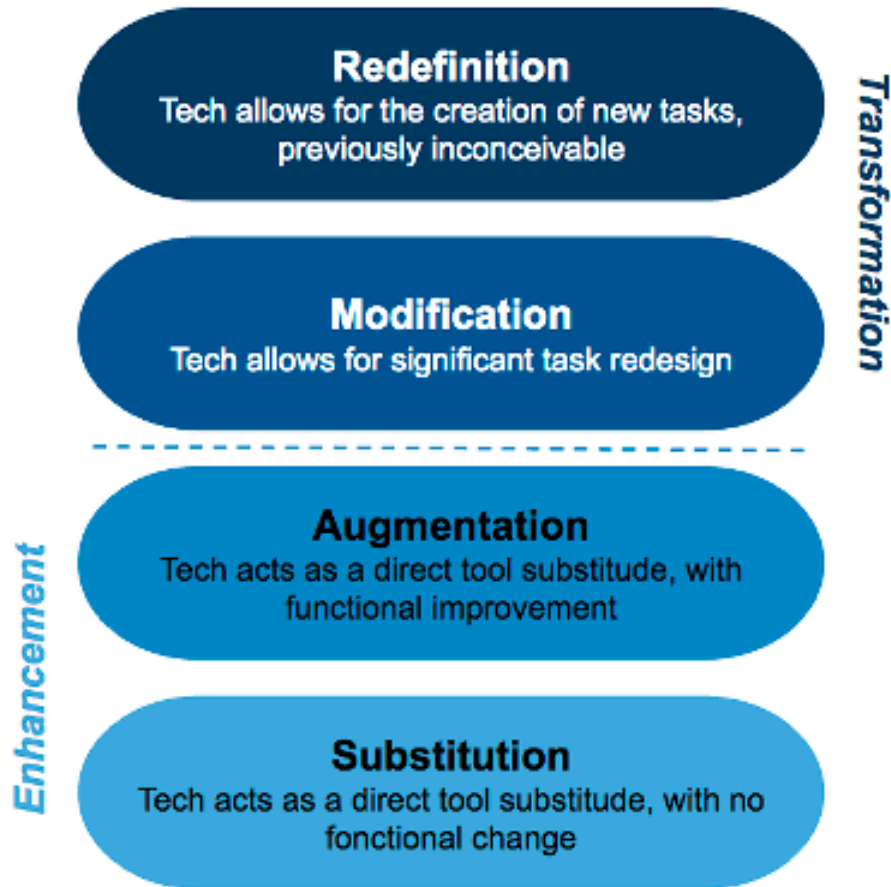 Redefinition
Tech allows for the creation of new tasks,
previously inconceivable
Transformation
Modification
Tech allows for significant task redesign
Augmentation
Tech acts as a direct tool substitude, with
functional improvement
Enhancement
Substitution
Tech acts as a direct tool substitude, with no
fonctional change